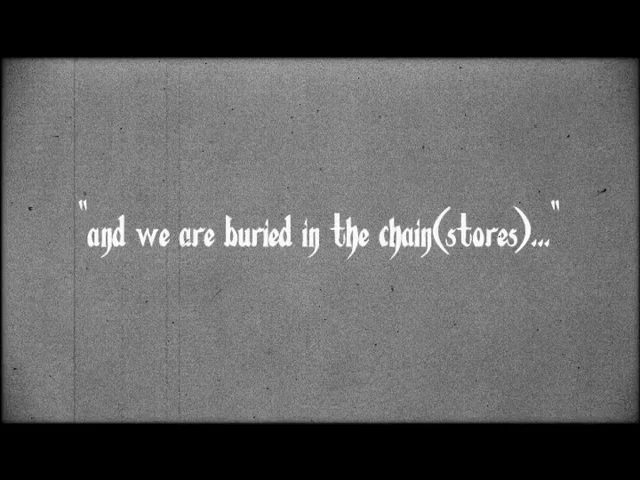 "and we are buried in the chain(stores)..."